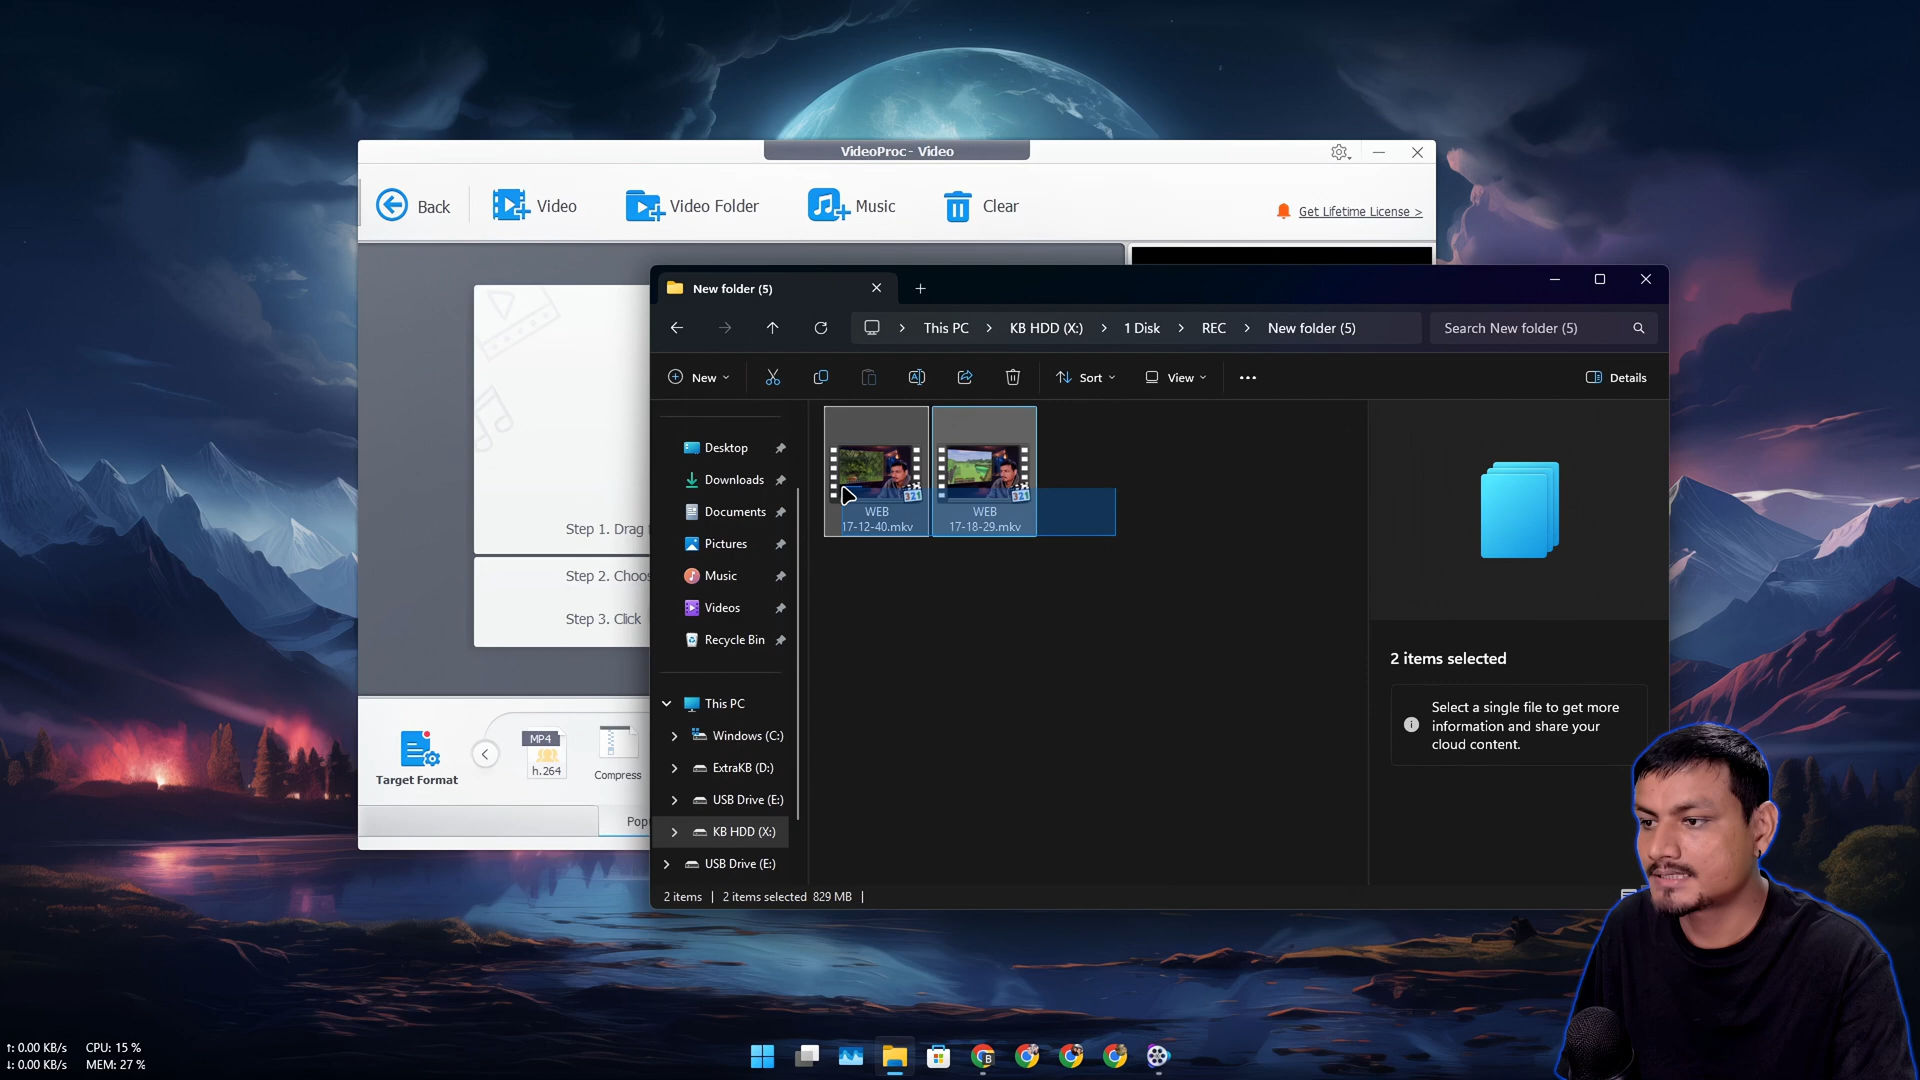 VideoProc - Video
Back
Video
Video Folder
Music
Clear
Get Lifetime License >
New folder (5)
This PC
KB HDD (X:)
1 Disk
REC
New folder (5)
Search New folder (5)
New
Sort
View
Details
Desktop
Downloads
Documents
Pictures
Music
Videos
Recycle Bin
This PC
Windows (C:)
ExtraKB (D:)
USB Drive (E:)
KB HDD (X:)
USB Drive (E:)
321
WEB
17-12-40.mkv
321
WEB
17-18-29.mkv
2 items selected
Select a single file to get more
information and share your
cloud content.
Step 1. Drag
Step 2. Choo
Step 3. Click
Target Format
MP4
h.264
Compress
Pop
2 items
2 items selected 829 MB
↑: 0.00 KB/s CPU: 15 %
↓: 0.00 KB/s MEM: 27 %
B